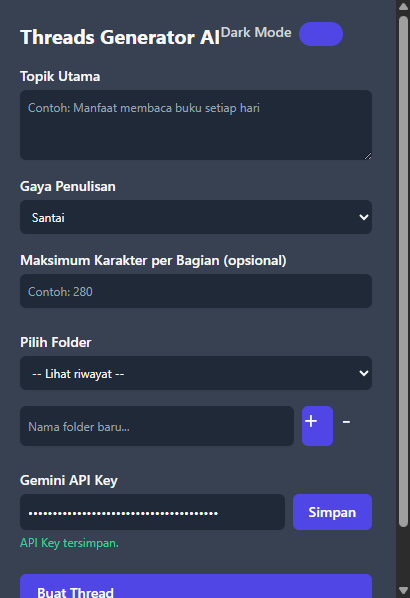 Threads Generator AI Dark Mode
Topik Utama
Contoh: Manfaat membaca buku setiap hari
Gaya Penulisan
Santai
Maksimum Karakter per Bagian (opsional)
Contoh: 280
Pilih Folder
-- Lihat riwayat --
Nama folder baru... + -
Gemini API Key
••••••••••••••••••••••••••••••••••••••• Simpan
API Key tersimpan.
Buat Thread